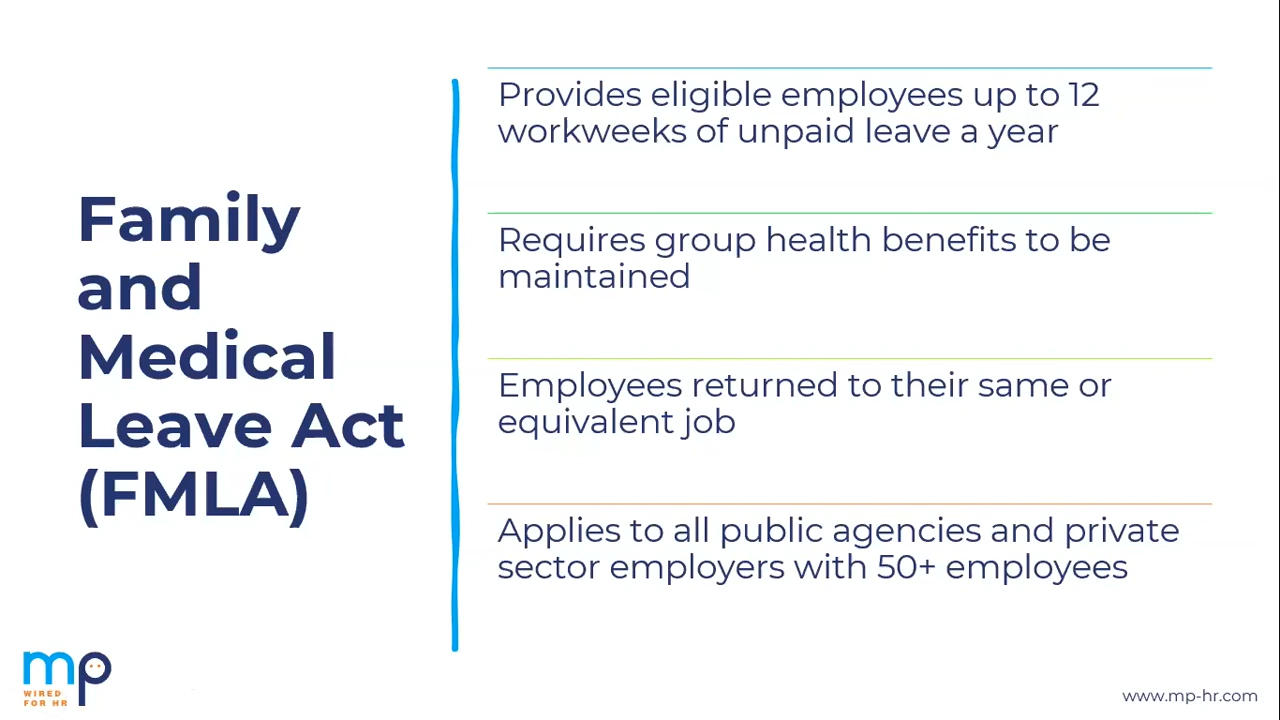 Family
and
Medical
Leave Act
(FMLA)
Provides eligible employees up to 12
workweeks of unpaid leave a year
Requires group health benefits to be
maintained
Employees returned to their same or
equivalent job
Applies to all public agencies and private
sector employers with 50+ employees
mp
WIRED
FOR HR
www.mp-hr.com